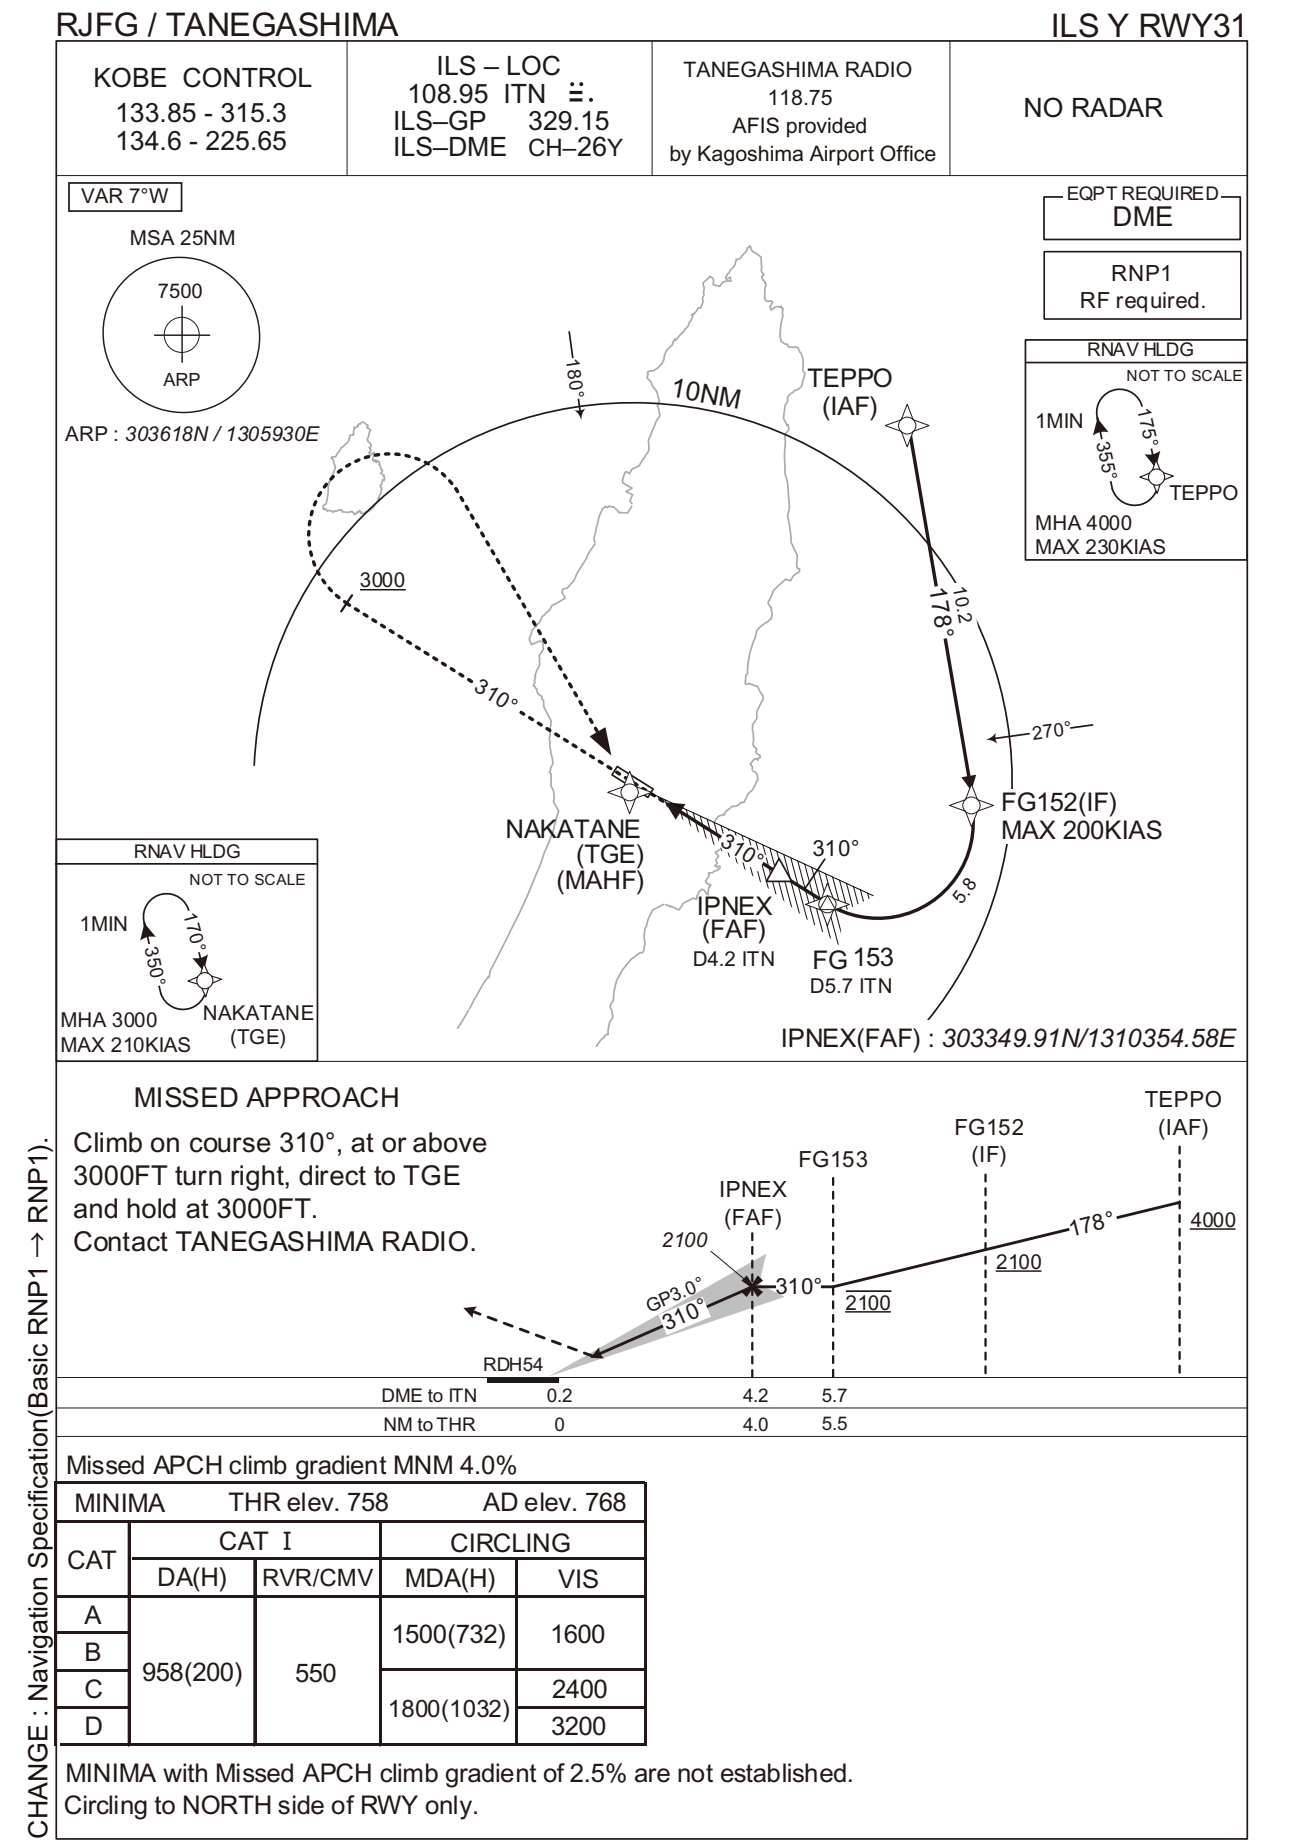 RJFG / TANEGASHIMA
ILS Y RWY31
KOBE CONTROL
133.85 - 315.3
134.6 - 225.65
ILS – LOC
108.95 ITN
ILS–GP 329.15
ILS–DME CH–26Y
TANEGASHIMA RADIO
118.75
AFIS provided
by Kagoshima Airport Office
NO RADAR
VAR 7°W
MSA 25NM
7500
ARP
ARP : 303618N / 1305930E
EQPT REQUIRED
DME
RNP1
RF required.
RNAV HLDG
NOT TO SCALE
1MIN
175°
355°
TEPPO
MHA 4000
MAX 230KIAS
180°
10NM
TEPPO
(IAF)
3000
10.2
178°
310°
270°
FG152(IF)
MAX 200KIAS
NAKATANE
(TGE)
(MAHF)
310°
310°
5.8
IPNEX
(FAF)
D4.2 ITN
FG 153
D5.7 ITN
RNAV HLDG
NOT TO SCALE
1MIN
170°
350°
NAKATANE
(TGE)
MHA 3000
MAX 210KIAS
IPNEX(FAF) : 303349.91N/1310354.58E
MISSED APPROACH
Climb on course 310°, at or above
3000FT turn right, direct to TGE
and hold at 3000FT.
Contact TANEGASHIMA RADIO.
TEPPO
(IAF)
FG152
(IF)
FG153
IPNEX
(FAF)
2100
GP3.0°
310°
310°
2100
2100
178°
4000
RDH54
DME to ITN 0.2 4.2 5.7
NM to THR 0 4.0 5.5
Missed APCH climb gradient MNM 4.0%
MINIMA THR elev. 758 AD elev. 768
CAT CAT I CIRCLING
DA(H) RVR/CMV MDA(H) VIS
A
B
C
D
958(200)
550
1500(732)
1600
1800(1032)
2400
3200
MINIMA with Missed APCH climb gradient of 2.5% are not established.
Circling to NORTH side of RWY only.
CHANGE : Navigation Specification(Basic RNP1 → RNP1).